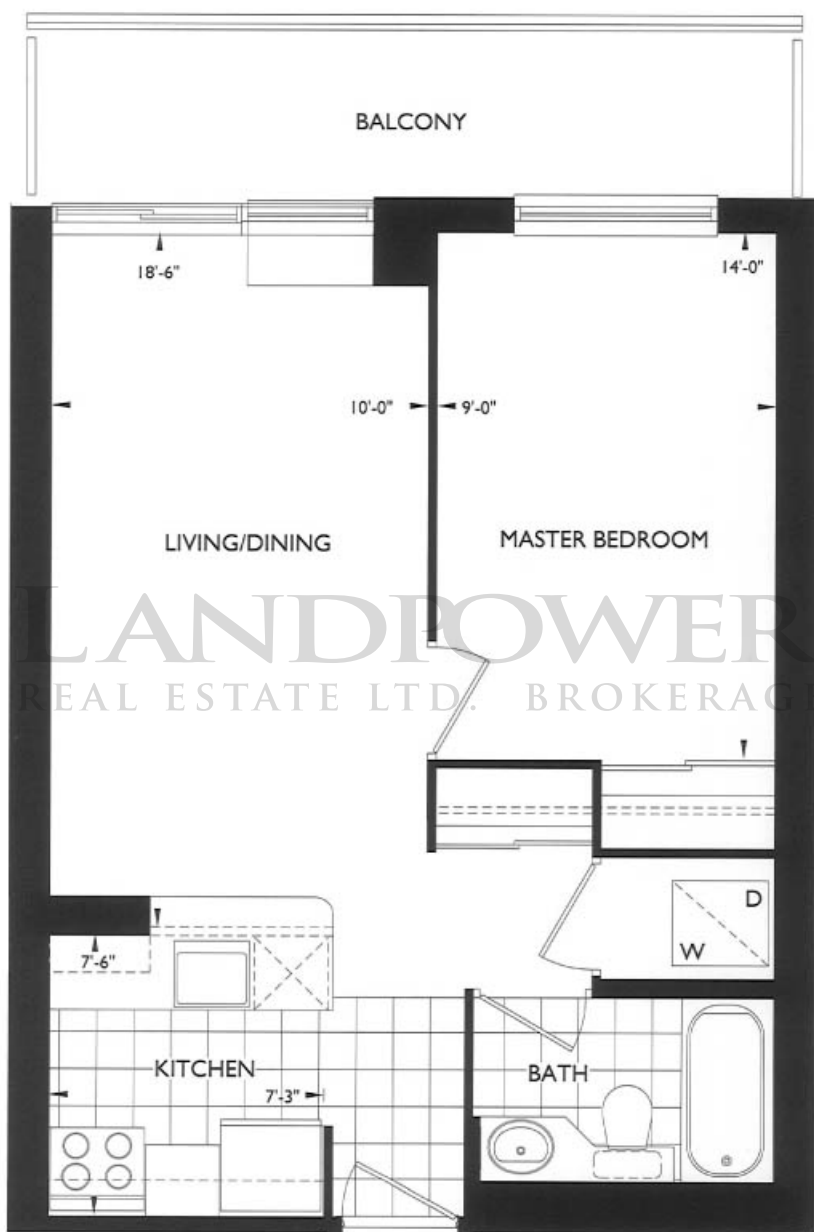 BALCONY
18'-6"
14'-0"
10'-0"
9'-0"
LIVING/DINING
MASTER BEDROOM
LANDPOWER
REAL ESTATE LTD. BROKERAGE
D
W
7'-6"
KITCHEN
BATH
7'-3"